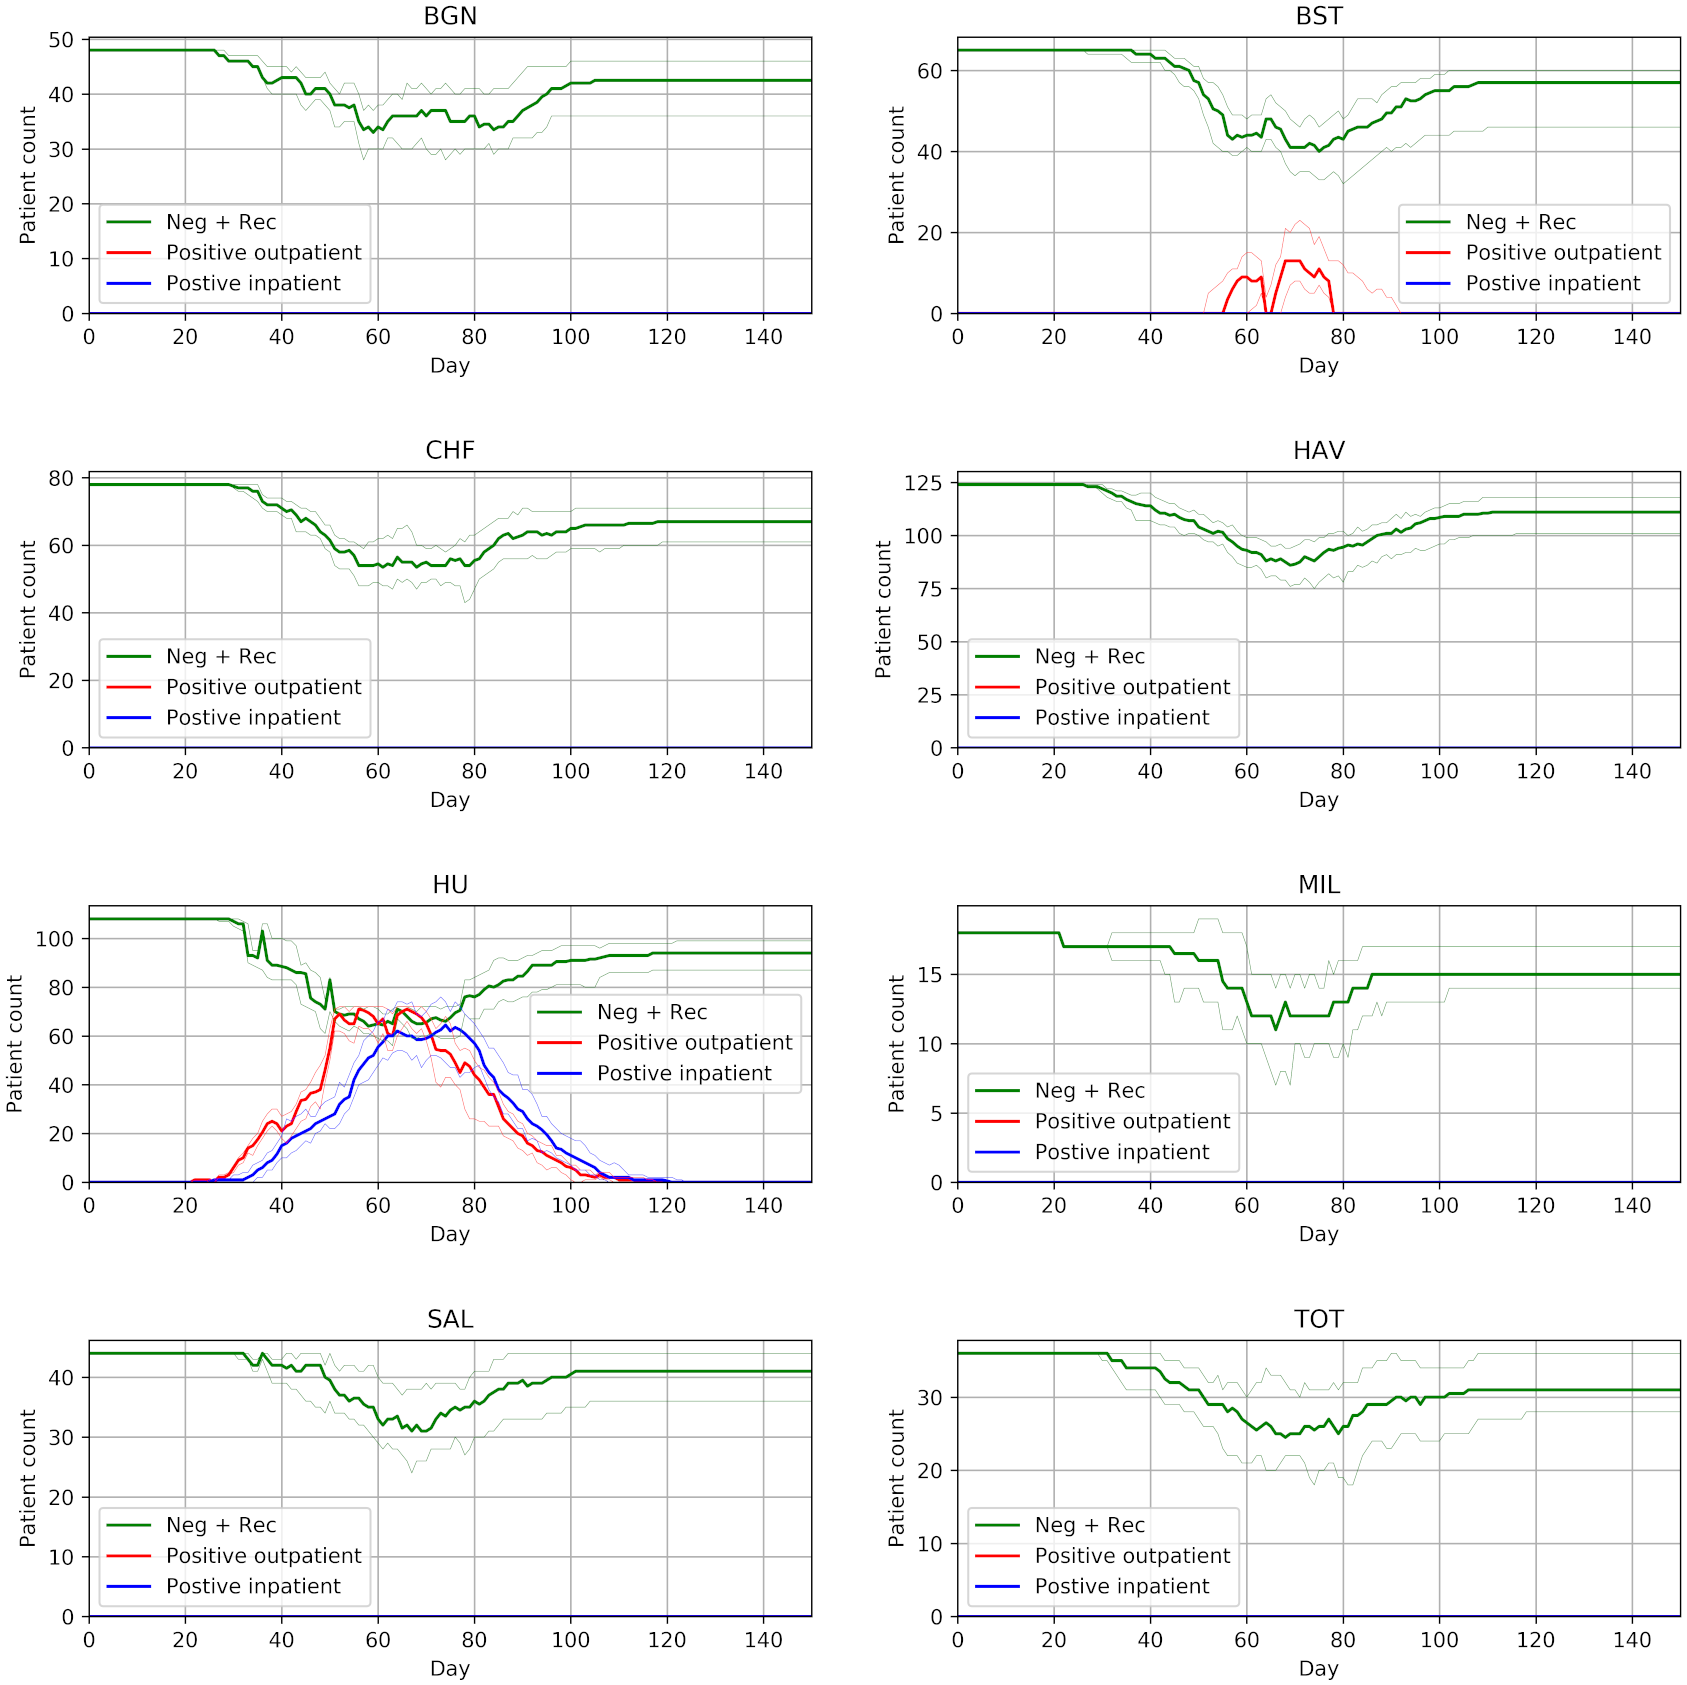 BGN
50
40
30
20
10
0
Patient count
Neg + Rec
Positive outpatient
Postive inpatient
0 20 40 60 80 100 120 140
Day
BST
60
40
20
0
Patient count
Neg + Rec
Positive outpatient
Postive inpatient
0 20 40 60 80 100 120 140
Day
CHF
80
60
40
20
0
Patient count
Neg + Rec
Positive outpatient
Postive inpatient
0 20 40 60 80 100 120 140
Day
HAV
125
100
75
50
25
0
Patient count
Neg + Rec
Positive outpatient
Postive inpatient
0 20 40 60 80 100 120 140
Day
HU
100
80
60
40
20
0
Patient count
Neg + Rec
Positive outpatient
Postive inpatient
0 20 40 60 80 100 120 140
Day
MIL
15
10
5
0
Patient count
Neg + Rec
Positive outpatient
Postive inpatient
0 20 40 60 80 100 120 140
Day
SAL
40
30
20
10
0
Patient count
Neg + Rec
Positive outpatient
Postive inpatient
0 20 40 60 80 100 120 140
Day
TOT
30
20
10
0
Patient count
Neg + Rec
Positive outpatient
Postive inpatient
0 20 40 60 80 100 120 140
Day